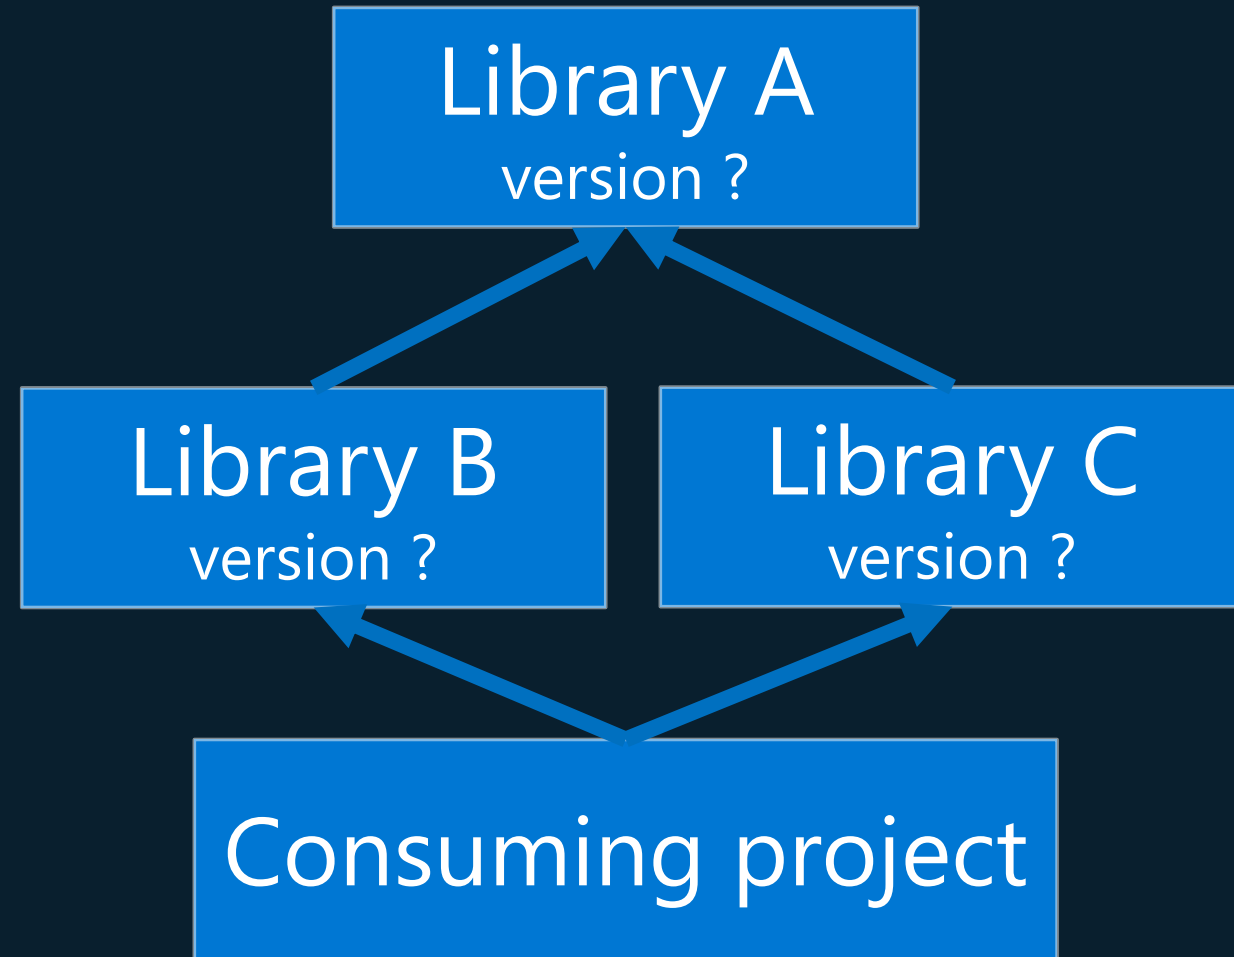 Library A
version ?
Library B
version ?
Library C
version ?
Consuming project